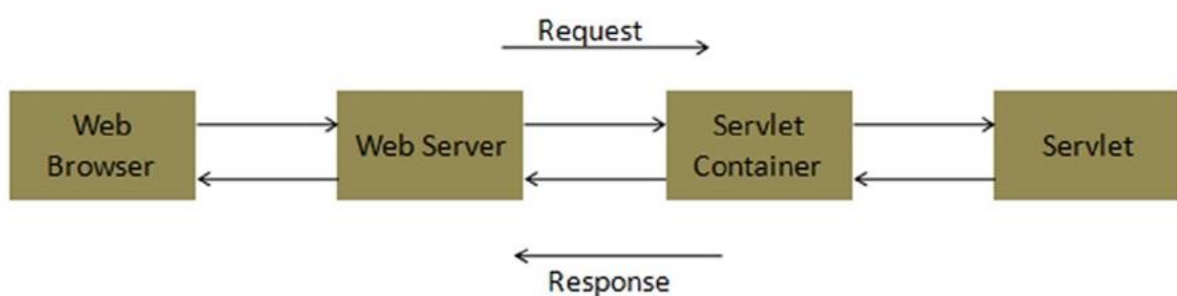 Request
Web
Browser
Web Server
Servlet
Container
Servlet
Response